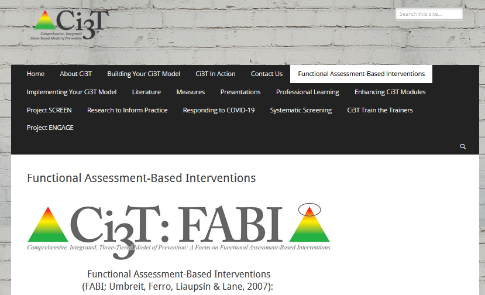 Ci3T
Comprehensive, Integrated
Three-Tiered Model of Prevention
Search this site...
Home About Ci3T Building Your Ci3T Model Ci3T In Action Contact Us Functional Assessment-Based Interventions
Implementing Your Ci3T Model Literature Measures Presentations Professional Learning Enhancing Ci3T Modules
Project SCREEN Research to Inform Practice Responding to COVID-19 Systematic Screening Ci3T Train the Trainers
Project ENGAGE
Functional Assessment-Based Interventions
Ci3T: FABI
Comprehensive, Integrated, Three-Tiered Model of Prevention: A Focus on Functional Assessment-Based Interventions
Functional Assessment-Based Interventions
(FABI; Umbreit, Ferro, Liaupsin & Lane, 2007):